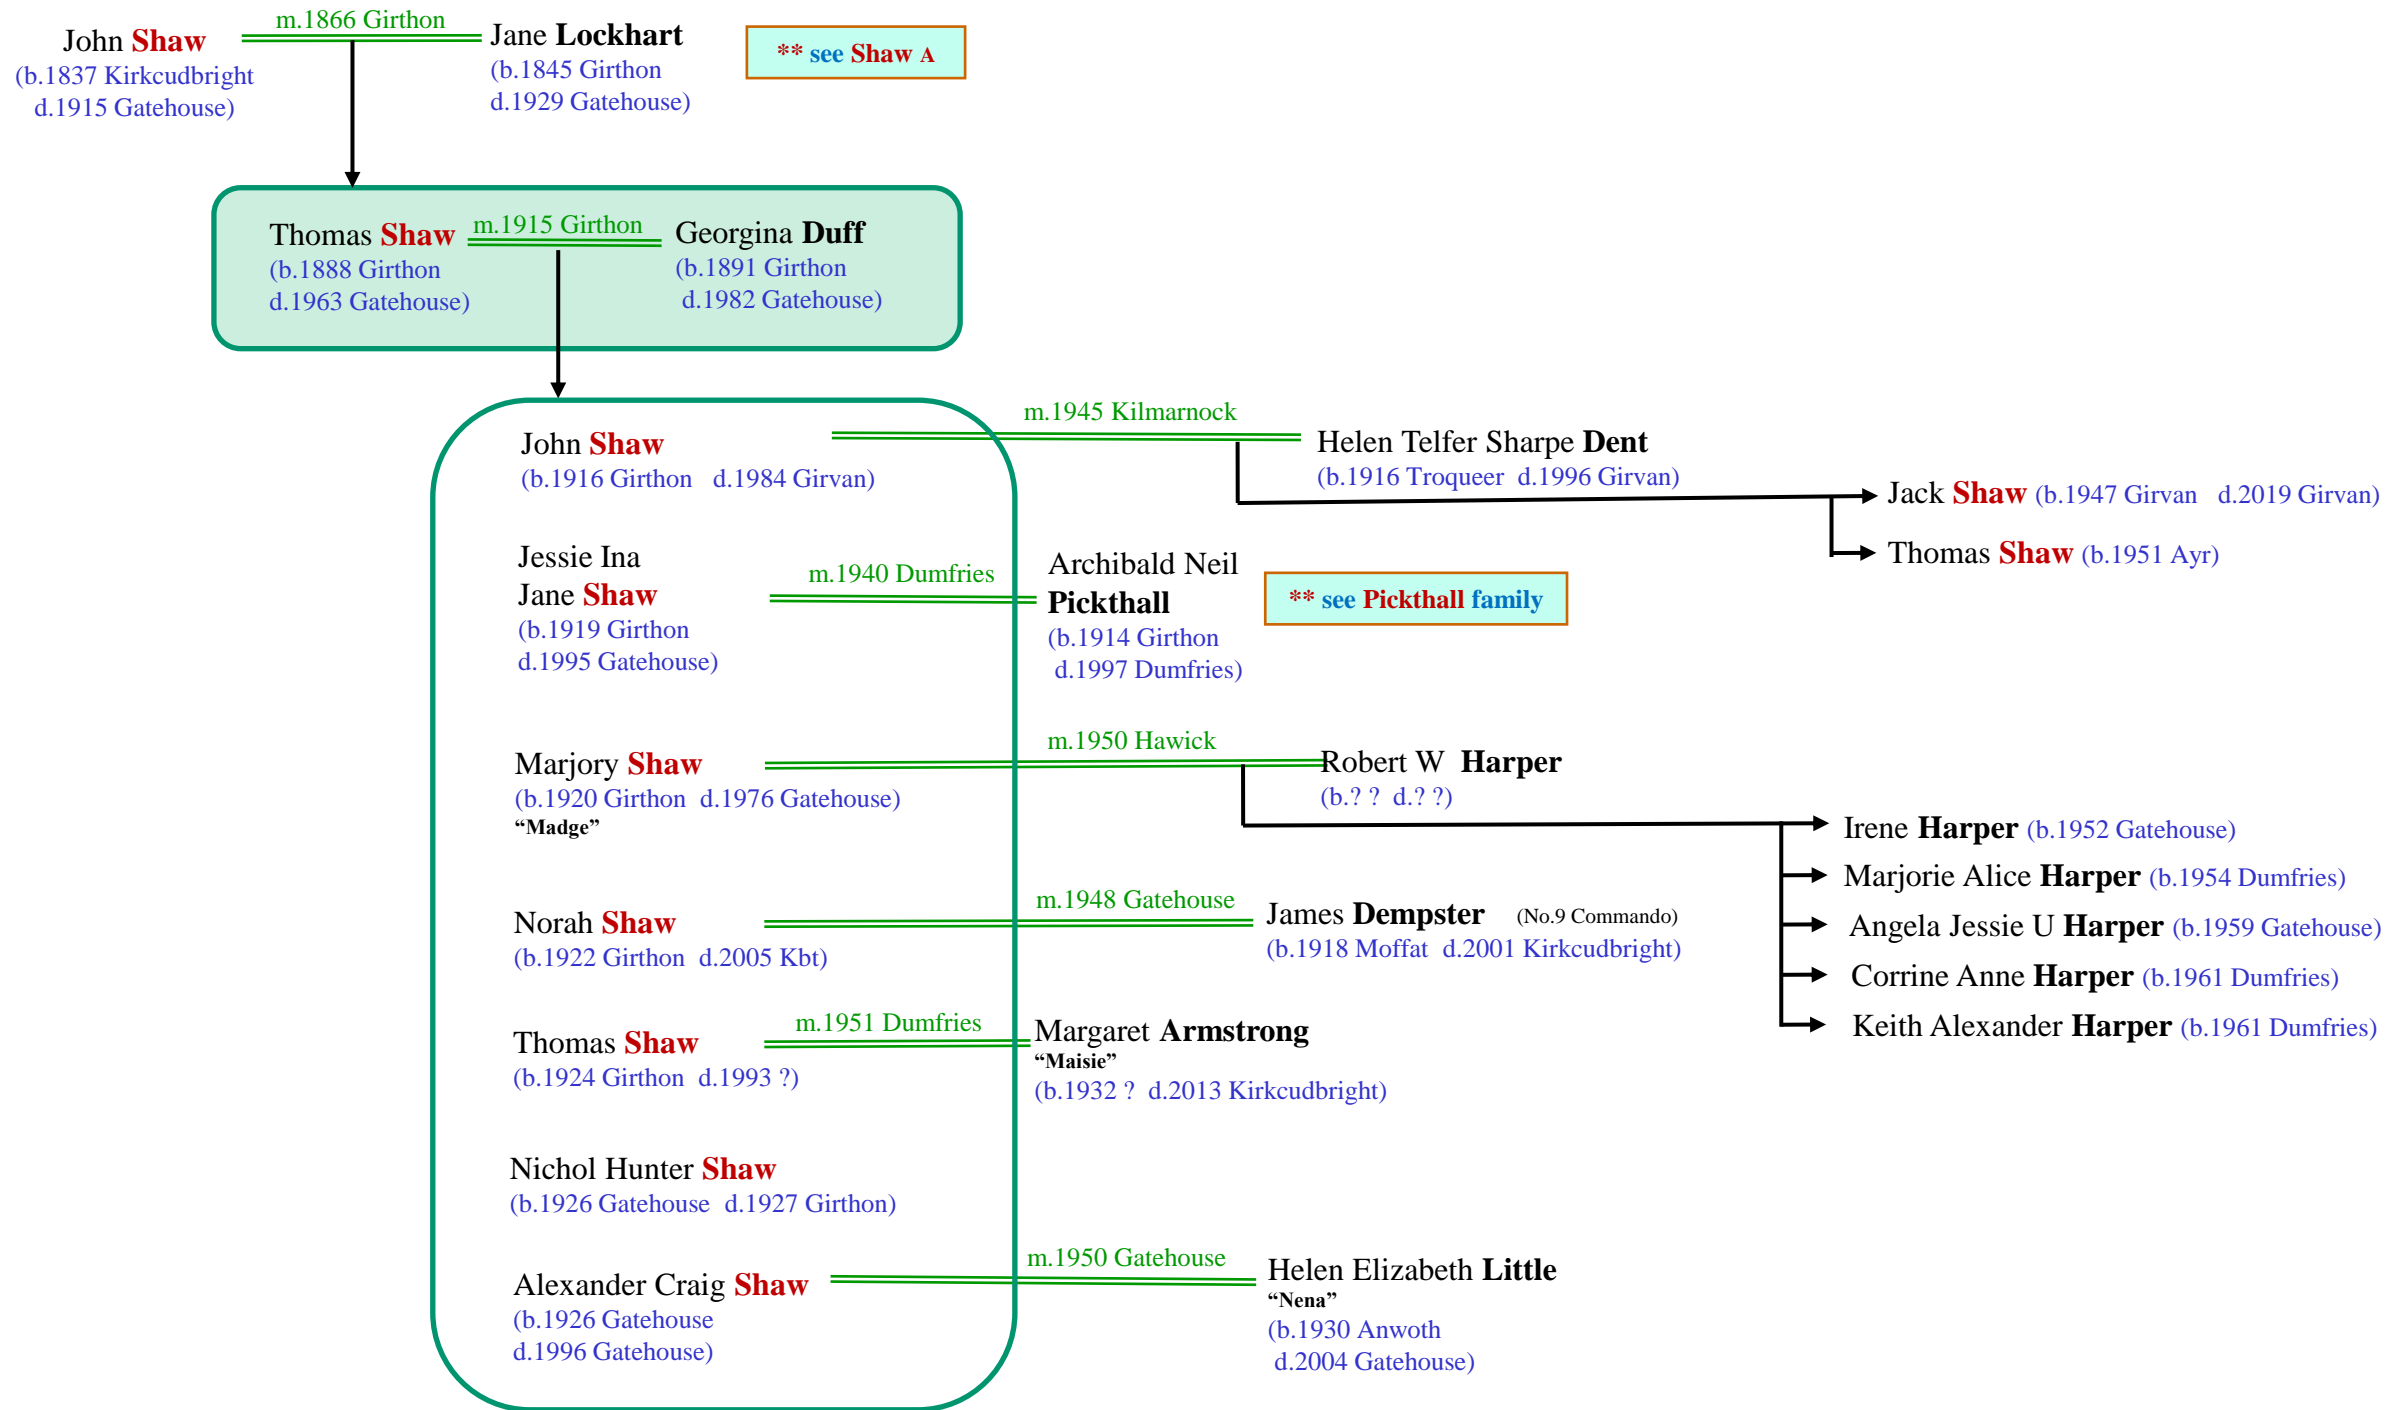 m.1866 Girthon
John Shaw
(b.1837 Kirkcudbright
d.1915 Gatehouse)
Jane Lockhart
(b.1845 Girthon
d.1929 Gatehouse)
** see Shaw A
Thomas Shaw
(b.1888 Girthon
d.1963 Gatehouse)
m.1915 Girthon
Georgina Duff
(b.1891 Girthon
d.1982 Gatehouse)
John Shaw
(b.1916 Girthon d.1984 Girvan)
m.1945 Kilmarnock
Helen Telfer Sharpe Dent
(b.1916 Troqueer d.1996 Girvan)
Jack Shaw (b.1947 Girvan d.2019 Girvan)
Thomas Shaw (b.1951 Ayr)
Jessie Ina
Jane Shaw
(b.1919 Girthon
d.1995 Gatehouse)
m.1940 Dumfries
Archibald Neil
Pickthall
(b.1914 Girthon
d.1997 Dumfries)
** see Pickthall family
Marjory Shaw
(b.1920 Girthon d.1976 Gatehouse)
“Madge”
m.1950 Hawick
Robert W Harper
(b.? ? d.? ?)
Irene Harper (b.1952 Gatehouse)
Marjorie Alice Harper (b.1954 Dumfries)
Angela Jessie U Harper (b.1959 Gatehouse)
Corrine Anne Harper (b.1961 Dumfries)
Keith Alexander Harper (b.1961 Dumfries)
Norah Shaw
(b.1922 Girthon d.2005 Kbt)
m.1948 Gatehouse
James Dempster (No.9 Commando)
(b.1918 Moffat d.2001 Kirkcudbright)
Thomas Shaw
(b.1924 Girthon d.1993 ?)
m.1951 Dumfries
Margaret Armstrong
“Maisie”
(b.1932 ? d.2013 Kirkcudbright)
Nichol Hunter Shaw
(b.1926 Gatehouse d.1927 Girthon)
Alexander Craig Shaw
(b.1926 Gatehouse
d.1996 Gatehouse)
m.1950 Gatehouse
Helen Elizabeth Little
“Nena”
(b.1930 Anwoth
d.2004 Gatehouse)